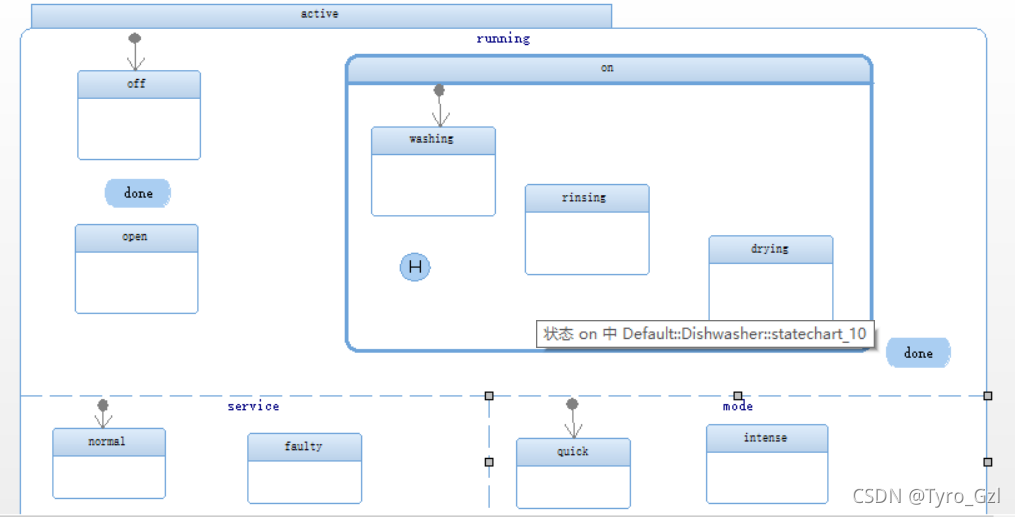 active
running
off
on
washing
done
rinsing
open
drying
H
状态 on 中 Default::Dishwasher::statechart_10
done
service
mode
normal
faulty
quick
intense
CSDN @Tyro_Gzl